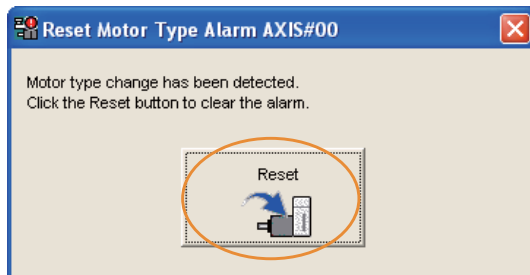 Reset Motor Type Alarm AXIS#00
Motor type change has been detected.
Click the Reset button to clear the alarm.
Reset